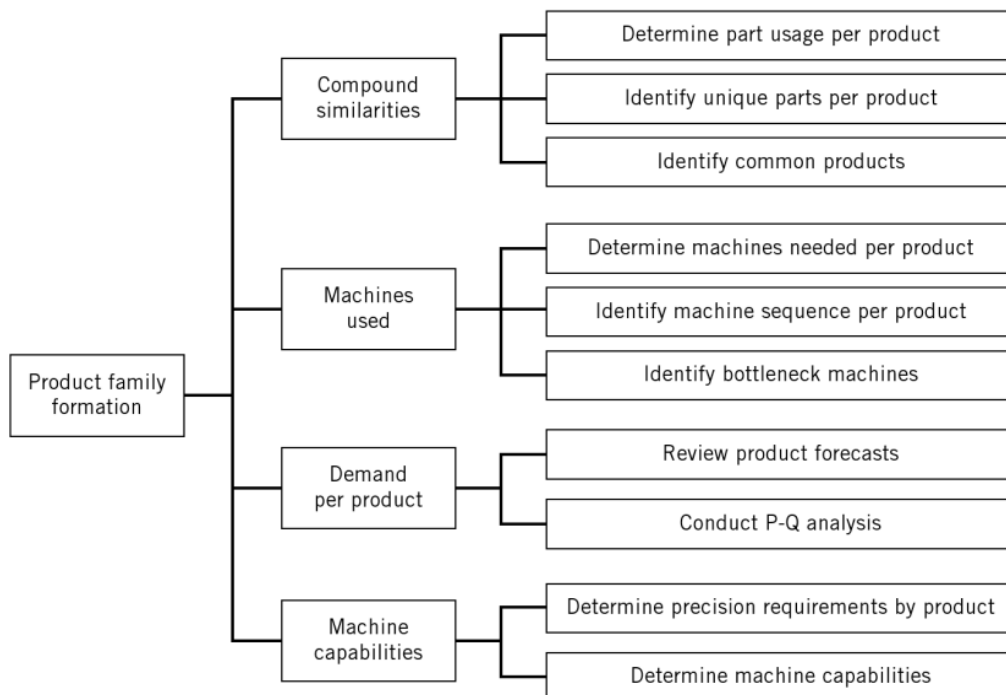 Determine part usage per product
Compound
similarities
Identify unique parts per product
Identify common products
Determine machines needed per product
Machines
used
Identify machine sequence per product
Identify bottleneck machines
Product family
formation
Review product forecasts
Demand
per product
Conduct P-Q analysis
Determine precision requirements by product
Machine
capabilities
Determine machine capabilities